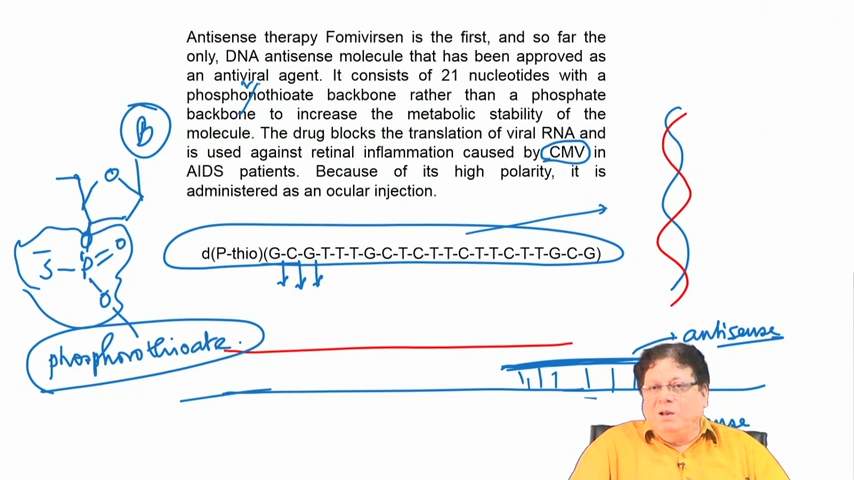 Antisense therapy Fomivirsen is the first, and so far the
only, DNA antisense molecule that has been approved as
an antiviral agent. It consists of 21 nucleotides with a
phosphonothioate backbone rather than a phosphate
backbone to increase the metabolic stability of the
molecule. The drug blocks the translation of viral RNA and
is used against retinal inflammation caused by CMV in
AIDS patients. Because of its high polarity, it is
administered as an ocular injection.
B
O
O
S-P=O
O
d(P-thio)(G-C-G-T-T-T-G-C-T-C-T-T-C-T-T-C-T-T-G-C-G)
phosphorothioate.
antisense